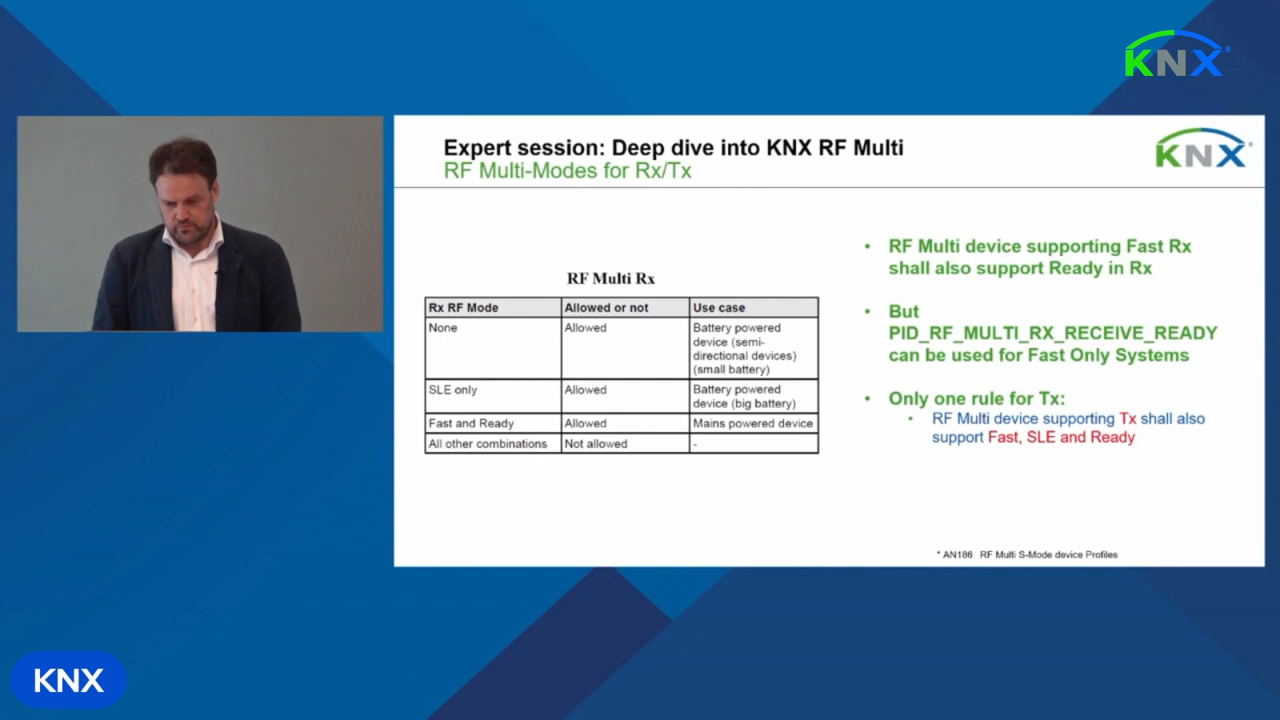 KNX
Expert session: Deep dive into KNX RF Multi
RF Multi-Modes for Rx/Tx
KNX
RF Multi Rx
Rx RF Mode Allowed or not Use case
None Allowed Battery powered
device (semi-
directional devices)
(small battery)
SLE only Allowed Battery powered
device (big battery)
Fast and Ready Allowed Mains powered device
All other combinations Not allowed -
• RF Multi device supporting Fast Rx
shall also support Ready in Rx
• But
PID_RF_MULTI_RX_RECEIVE_READY
can be used for Fast Only Systems
• Only one rule for Tx:
• RF Multi device supporting Tx shall also
support Fast, SLE and Ready
* AN186 RF Multi S-Mode device Profiles
KNX